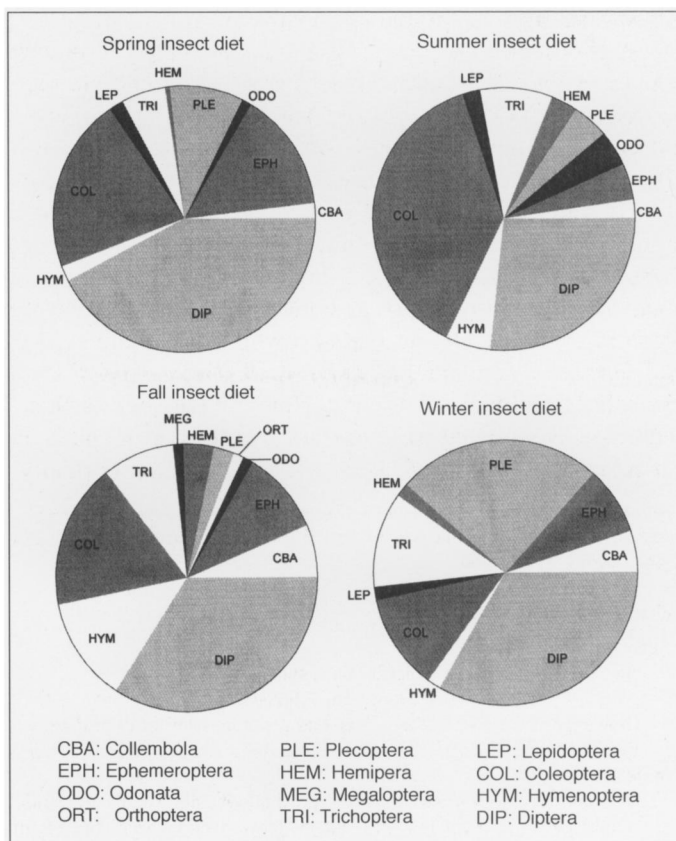 Spring insect diet
HEM
LEP
TRI
PLE
ODO
EPH
COL
CBA
HYM
DIP
Summer insect diet
LEP
TRI
HEM
PLE
ODO
EPH
COL
CBA
HYM
DIP
Fall insect diet
MEG
HEM
PLE
ORT
ODO
TRI
EPH
COL
CBA
HYM
DIP
Winter insect diet
PLE
HEM
EPH
TRI
CBA
LEP
COL
HYM
DIP
CBA: Collembola
EPH: Ephemeroptera
ODO: Odonata
ORT: Orthoptera
PLE: Plecoptera
HEM: Hemipera
MEG: Megaloptera
TRI: Trichoptera
LEP: Lepidoptera
COL: Coleoptera
HYM: Hymenoptera
DIP: Diptera